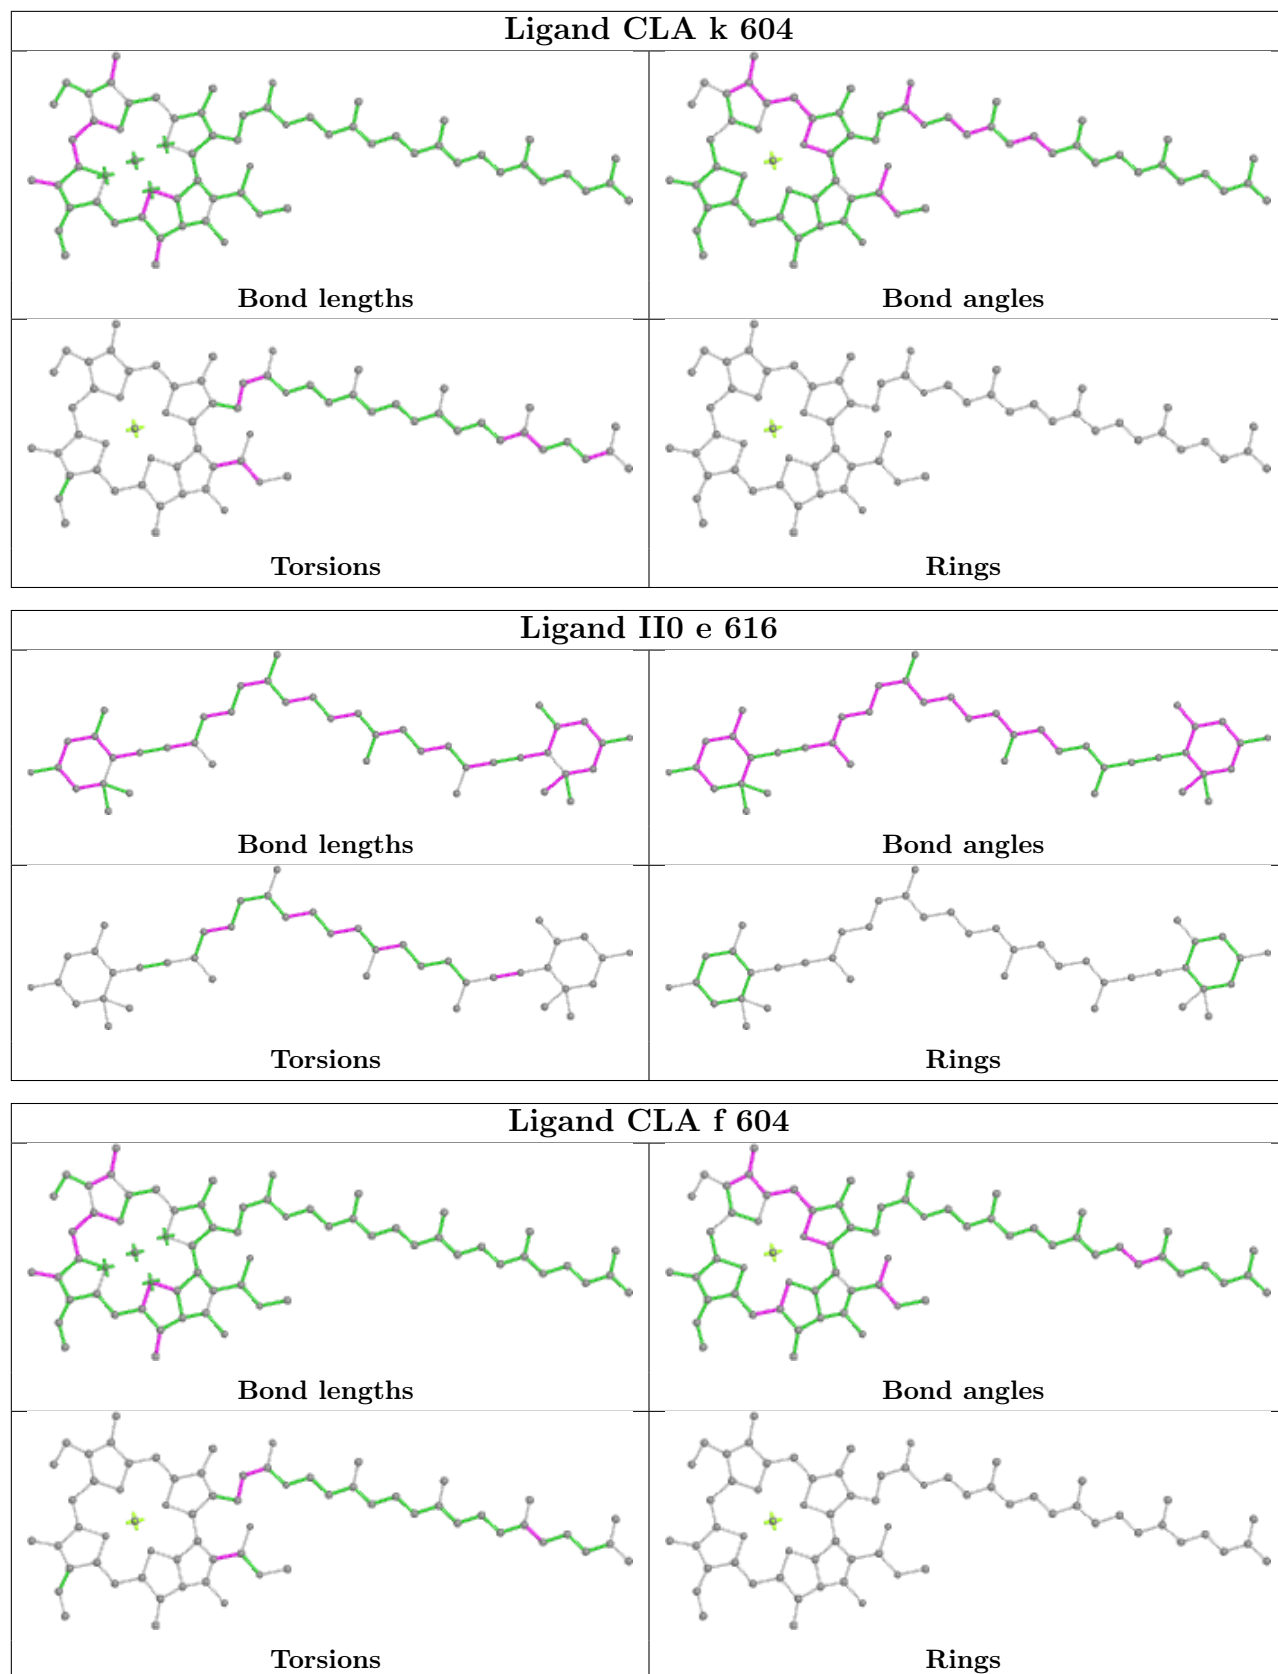 Ligand CLA k 604
Bond lengths
Bond angles
Torsions
Rings
Ligand II0 e 616
Bond lengths
Bond angles
Torsions
Rings
Ligand CLA f 604
Bond lengths
Bond angles
Torsions
Rings